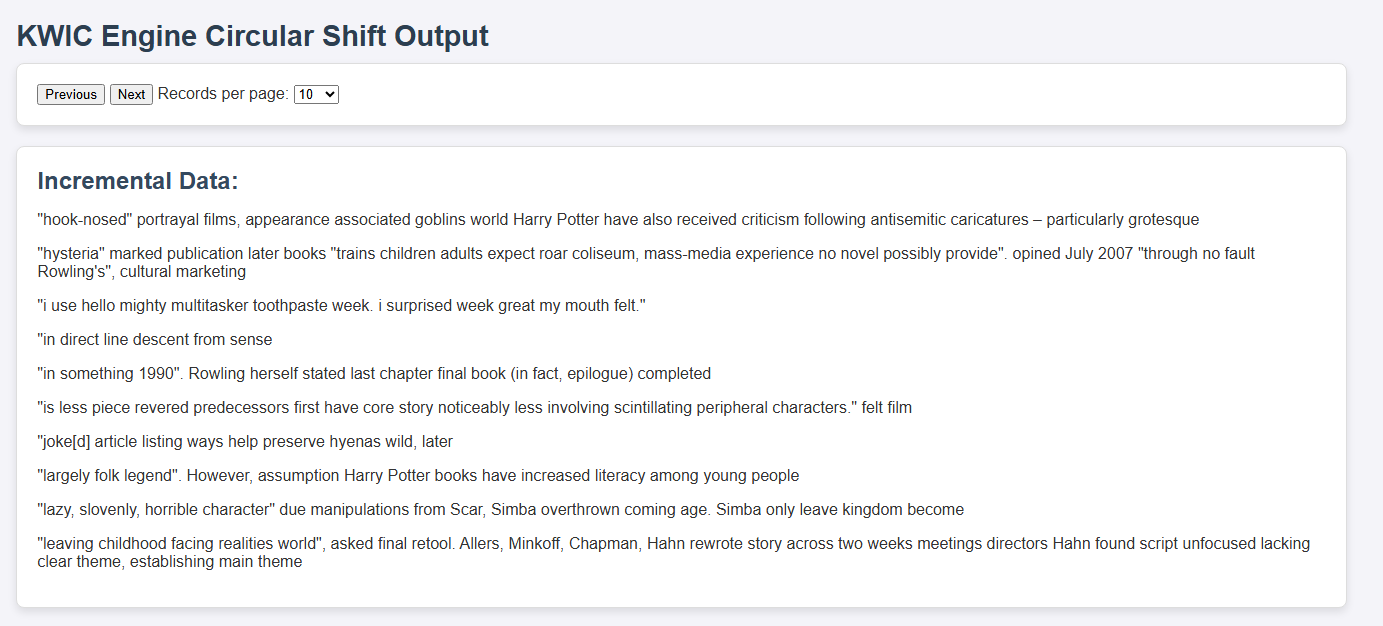 KWIC Engine Circular Shift Output
Previous Next Records per page: 10
Incremental Data:
"hook-nosed" portrayal films, appearance associated goblins world Harry Potter have also received criticism following antisemitic caricatures – particularly grotesque
"hysteria" marked publication later books "trains children adults expect roar coliseum, mass-media experience no novel possibly provide". opined July 2007 "through no fault
Rowling's", cultural marketing
"i use hello mighty multitasker toothpaste week. i surprised week great my mouth felt."
"in direct line descent from sense
"in something 1990". Rowling herself stated last chapter final book (in fact, epilogue) completed
"is less piece revered predecessors first have core story noticeably less involving scintillating peripheral characters." felt film
"joke[d] article listing ways help preserve hyenas wild, later
"largely folk legend". However, assumption Harry Potter books have increased literacy among young people
"lazy, slovenly, horrible character" due manipulations from Scar, Simba overthrown coming age. Simba only leave kingdom become
"leaving childhood facing realities world", asked final retool. Allers, Minkoff, Chapman, Hahn rewrote story across two weeks meetings directors Hahn found script unfocused lacking
clear theme, establishing main theme